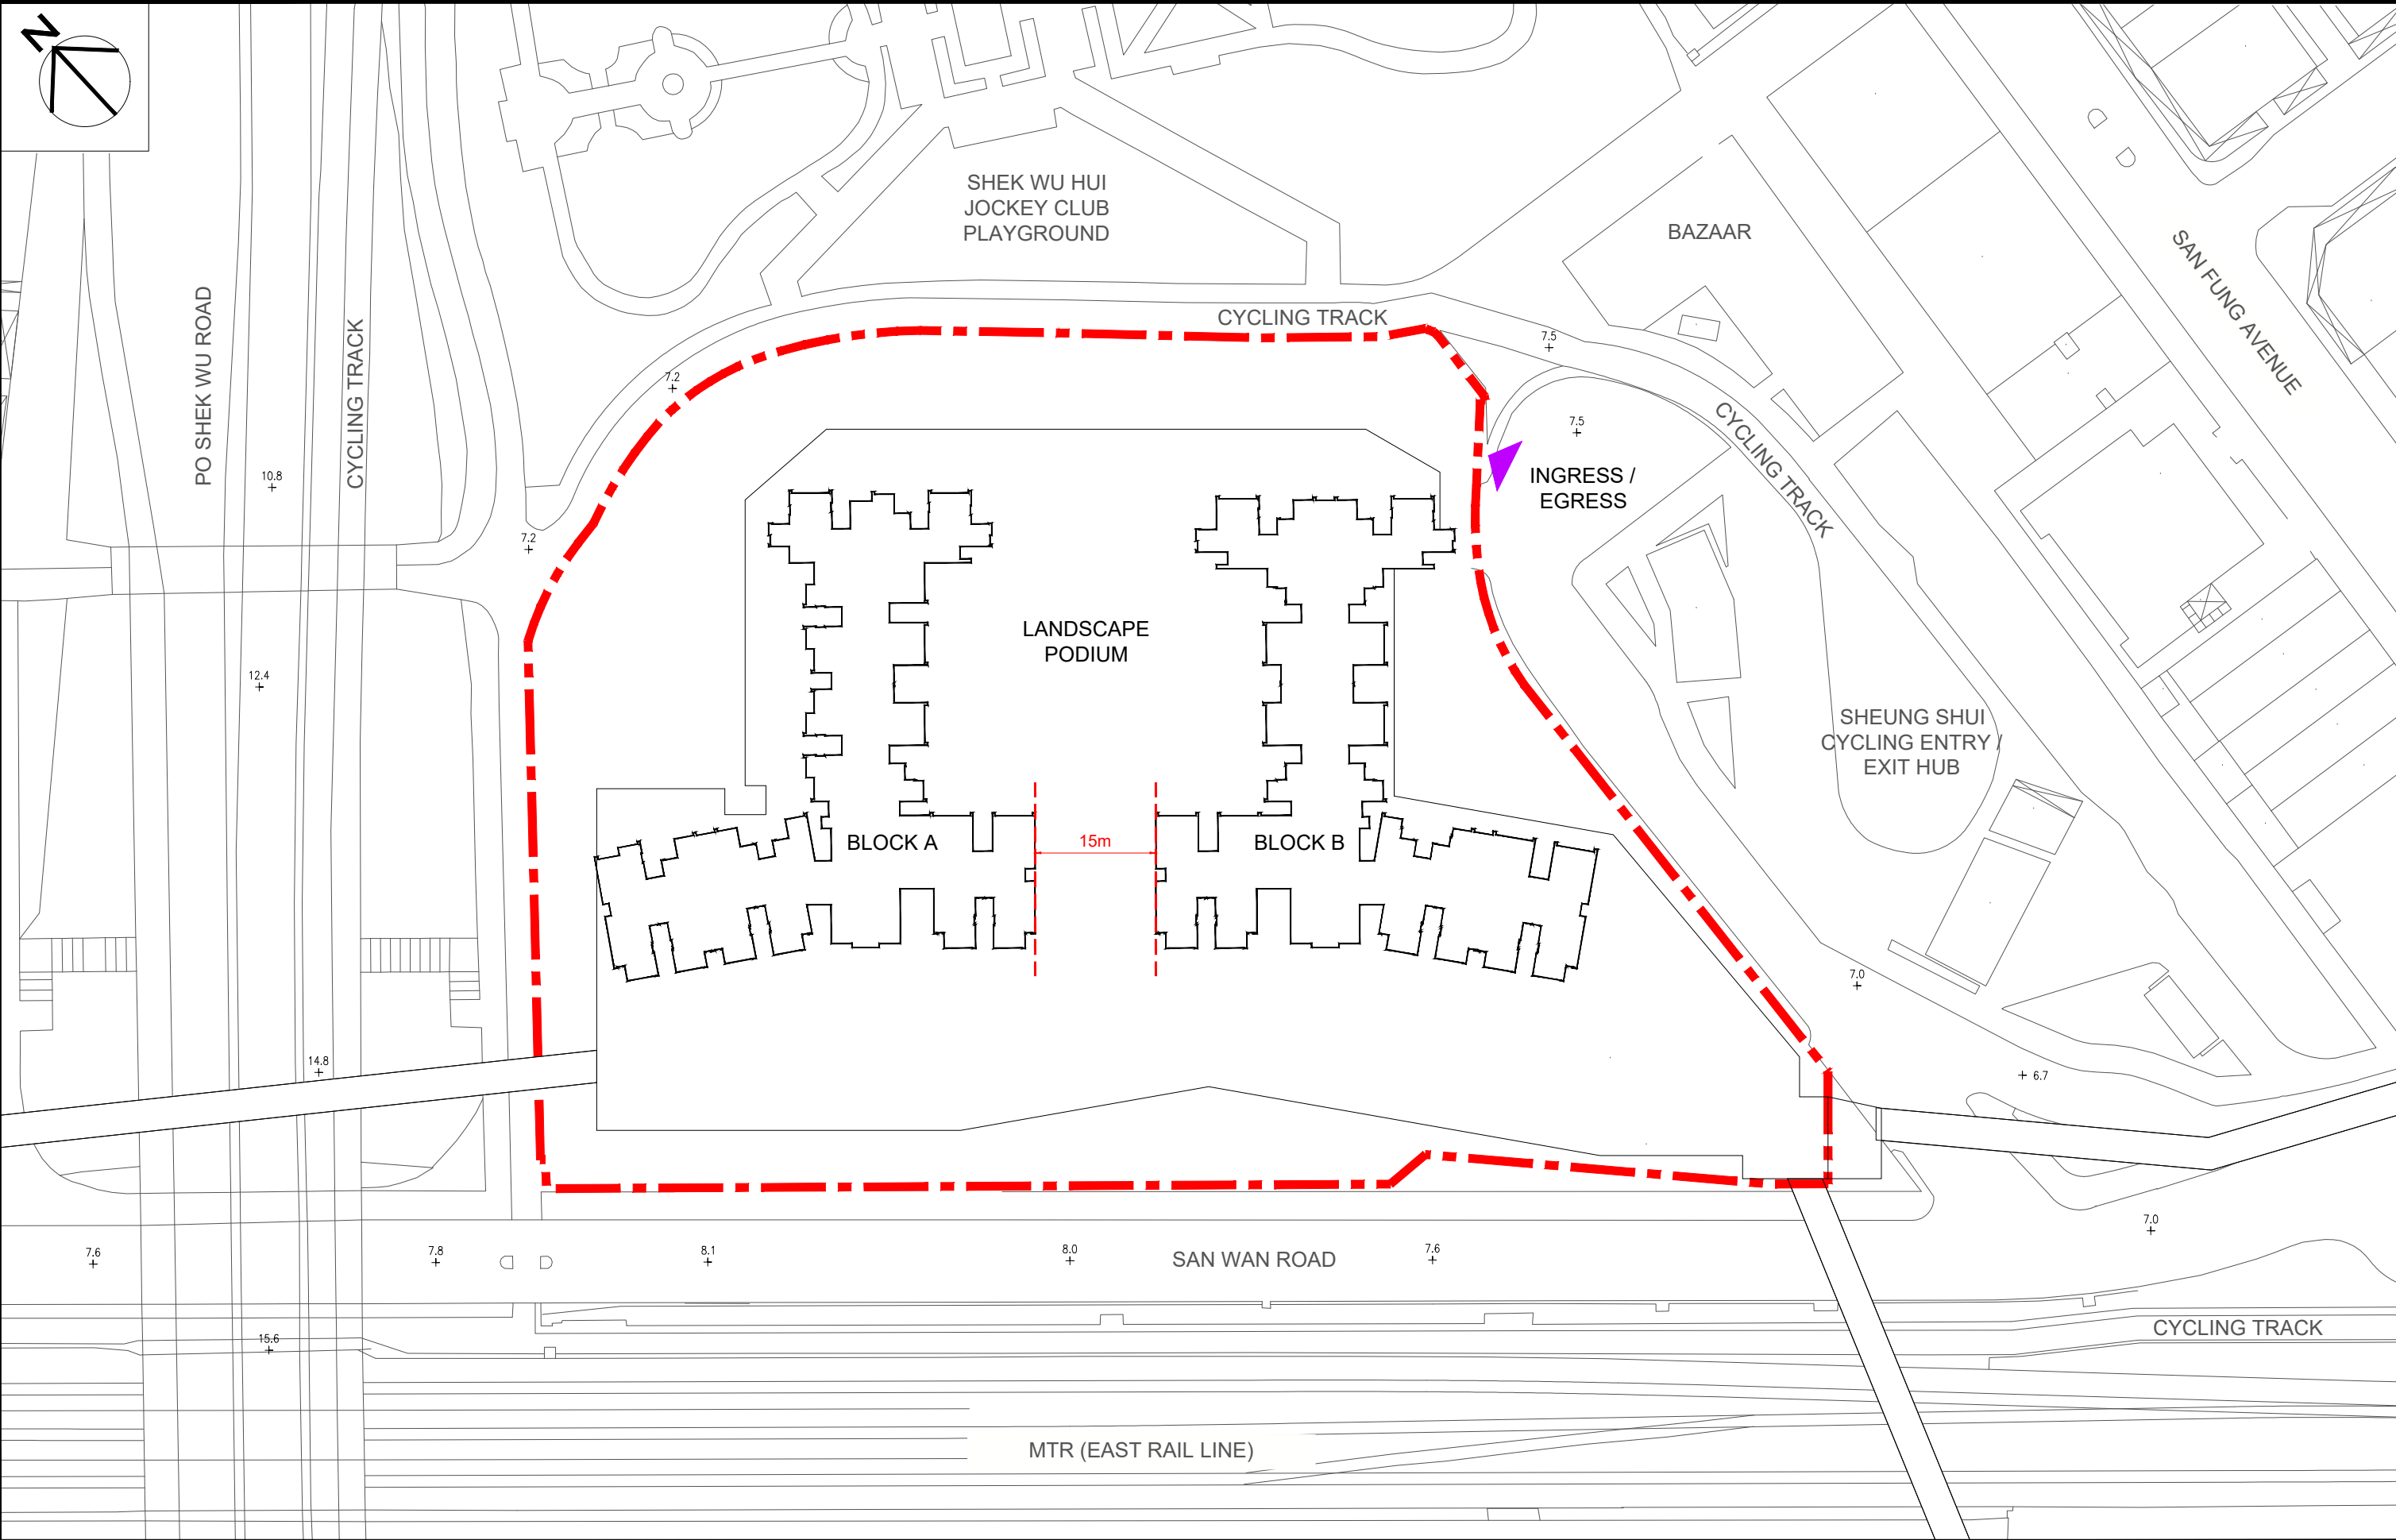 N
SHEK WU HUI
JOCKEY CLUB
PLAYGROUND
BAZAAR
SAN FUNG AVENUE
PO SHEK WU ROAD
CYCLING TRACK
CYCLING TRACK
7.5
7.2
CYCLING TRACK
7.5
10.8
INGRESS /
EGRESS
7.2
12.4
LANDSCAPE
PODIUM
SHEUNG SHUI
CYCLING ENTRY /
EXIT HUB
BLOCK A
15m
BLOCK B
7.0
14.8
6.7
7.0
7.6
7.8
8.1
8.0
SAN WAN ROAD
7.6
15.6
CYCLING TRACK
MTR (EAST RAIL LINE)